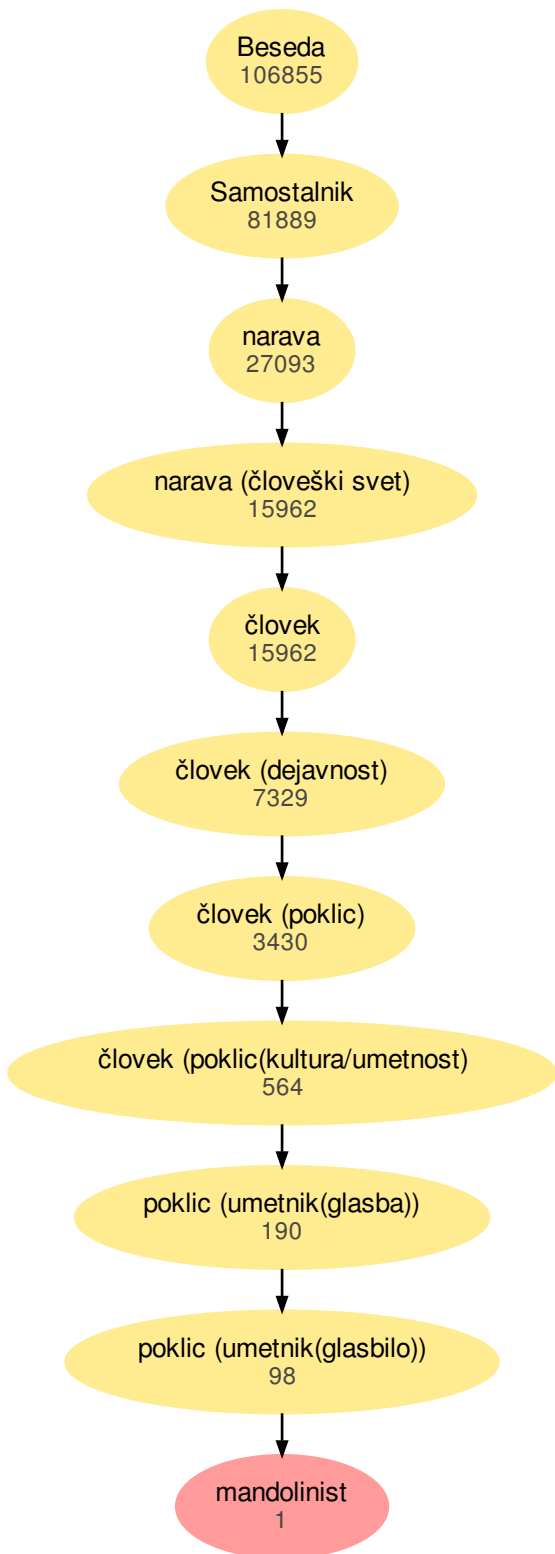 Beseda
106855
Samostalnik
81889
narava
27093
narava (človeški svet)
15962
človek
15962
človek (dejavnost)
7329
človek (poklic)
3430
človek (poklic(kultura/umetnost)
564
poklic (umetnik(glasba))
190
poklic (umetnik(glasbilo))
98
mandolinist
1